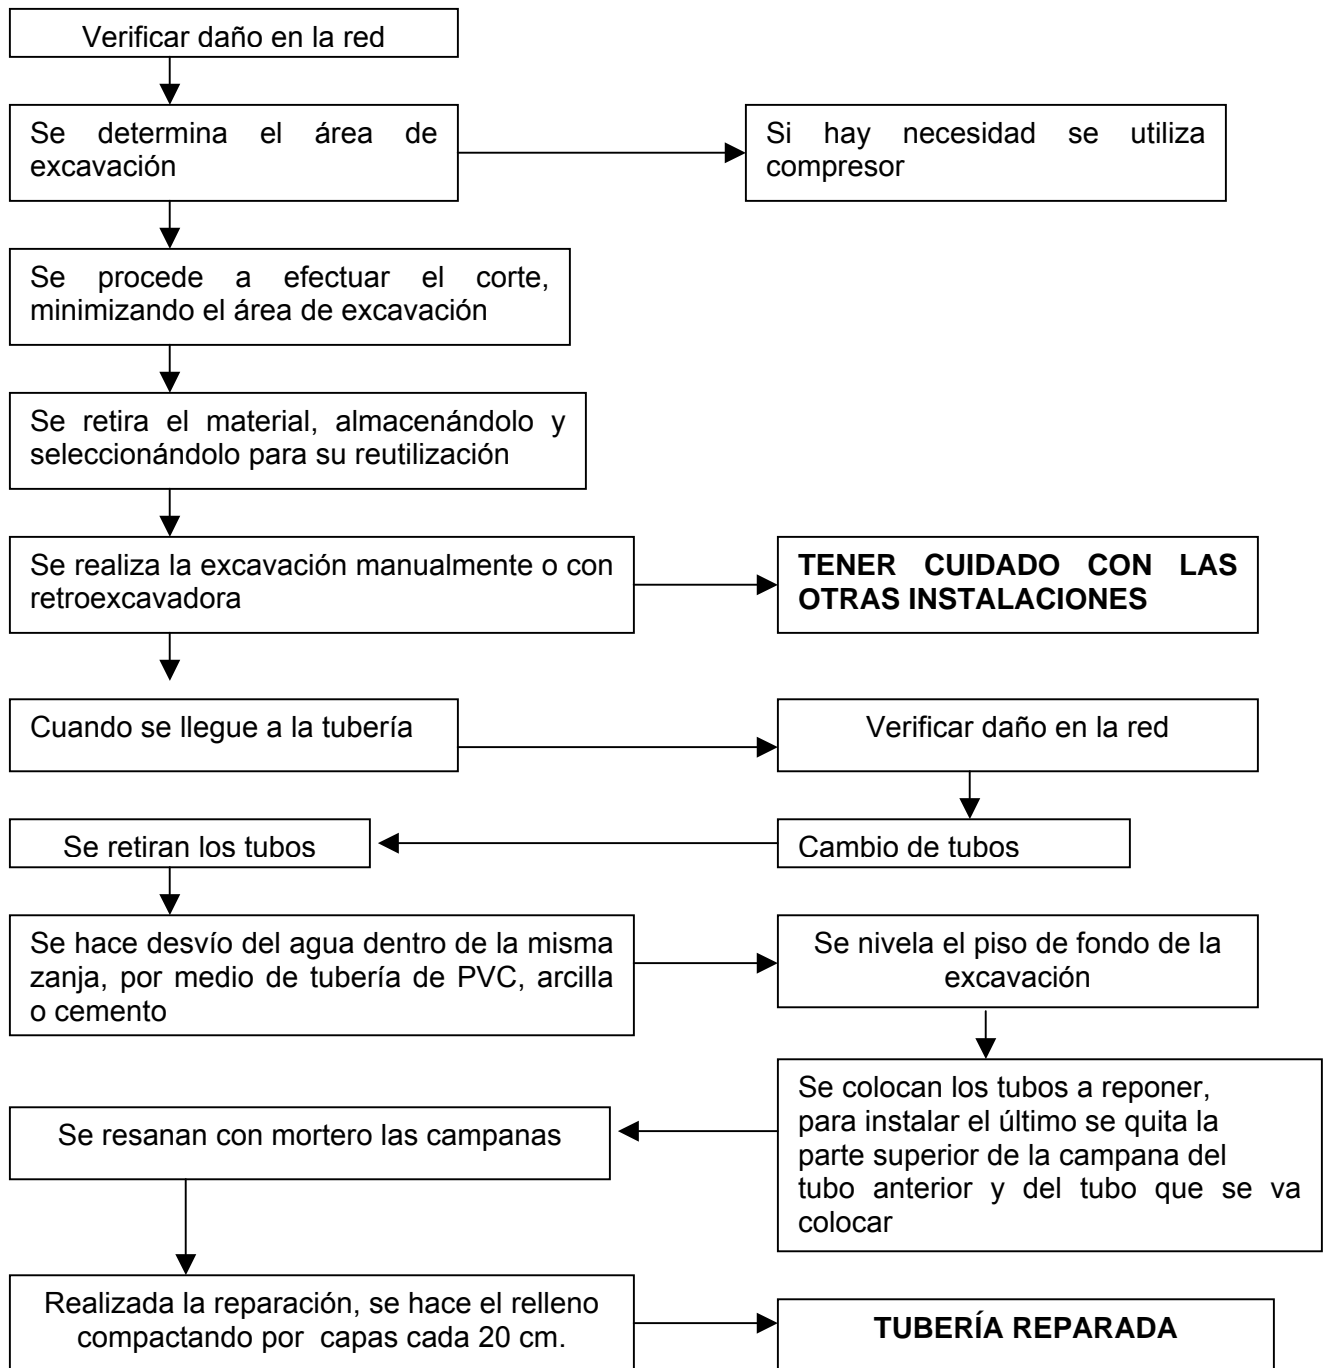 Verificar daño en la red
Se determina el área de
excavación
Si hay necesidad se utiliza
compresor
Se procede a efectuar el corte,
minimizando el área de excavación
Se retira el material, almacenándolo y
seleccionándolo para su reutilización
Se realiza la excavación manualmente o con
retroexcavadora
TENER CUIDADO CON LAS
OTRAS INSTALACIONES
Cuando se llegue a la tubería
Verificar daño en la red
Cambio de tubos
Se retiran los tubos
Se hace desvío del agua dentro de la misma
zanja, por medio de tubería de PVC, arcilla
o cemento
Se nivela el piso de fondo de la
excavación
Se colocan los tubos a reponer,
para instalar el último se quita la
parte superior de la campana del
tubo anterior y del tubo que se va
colocar
Se resanan con mortero las campanas
Realizada la reparación, se hace el relleno
compactando por capas cada 20 cm.
TUBERÍA REPARADA